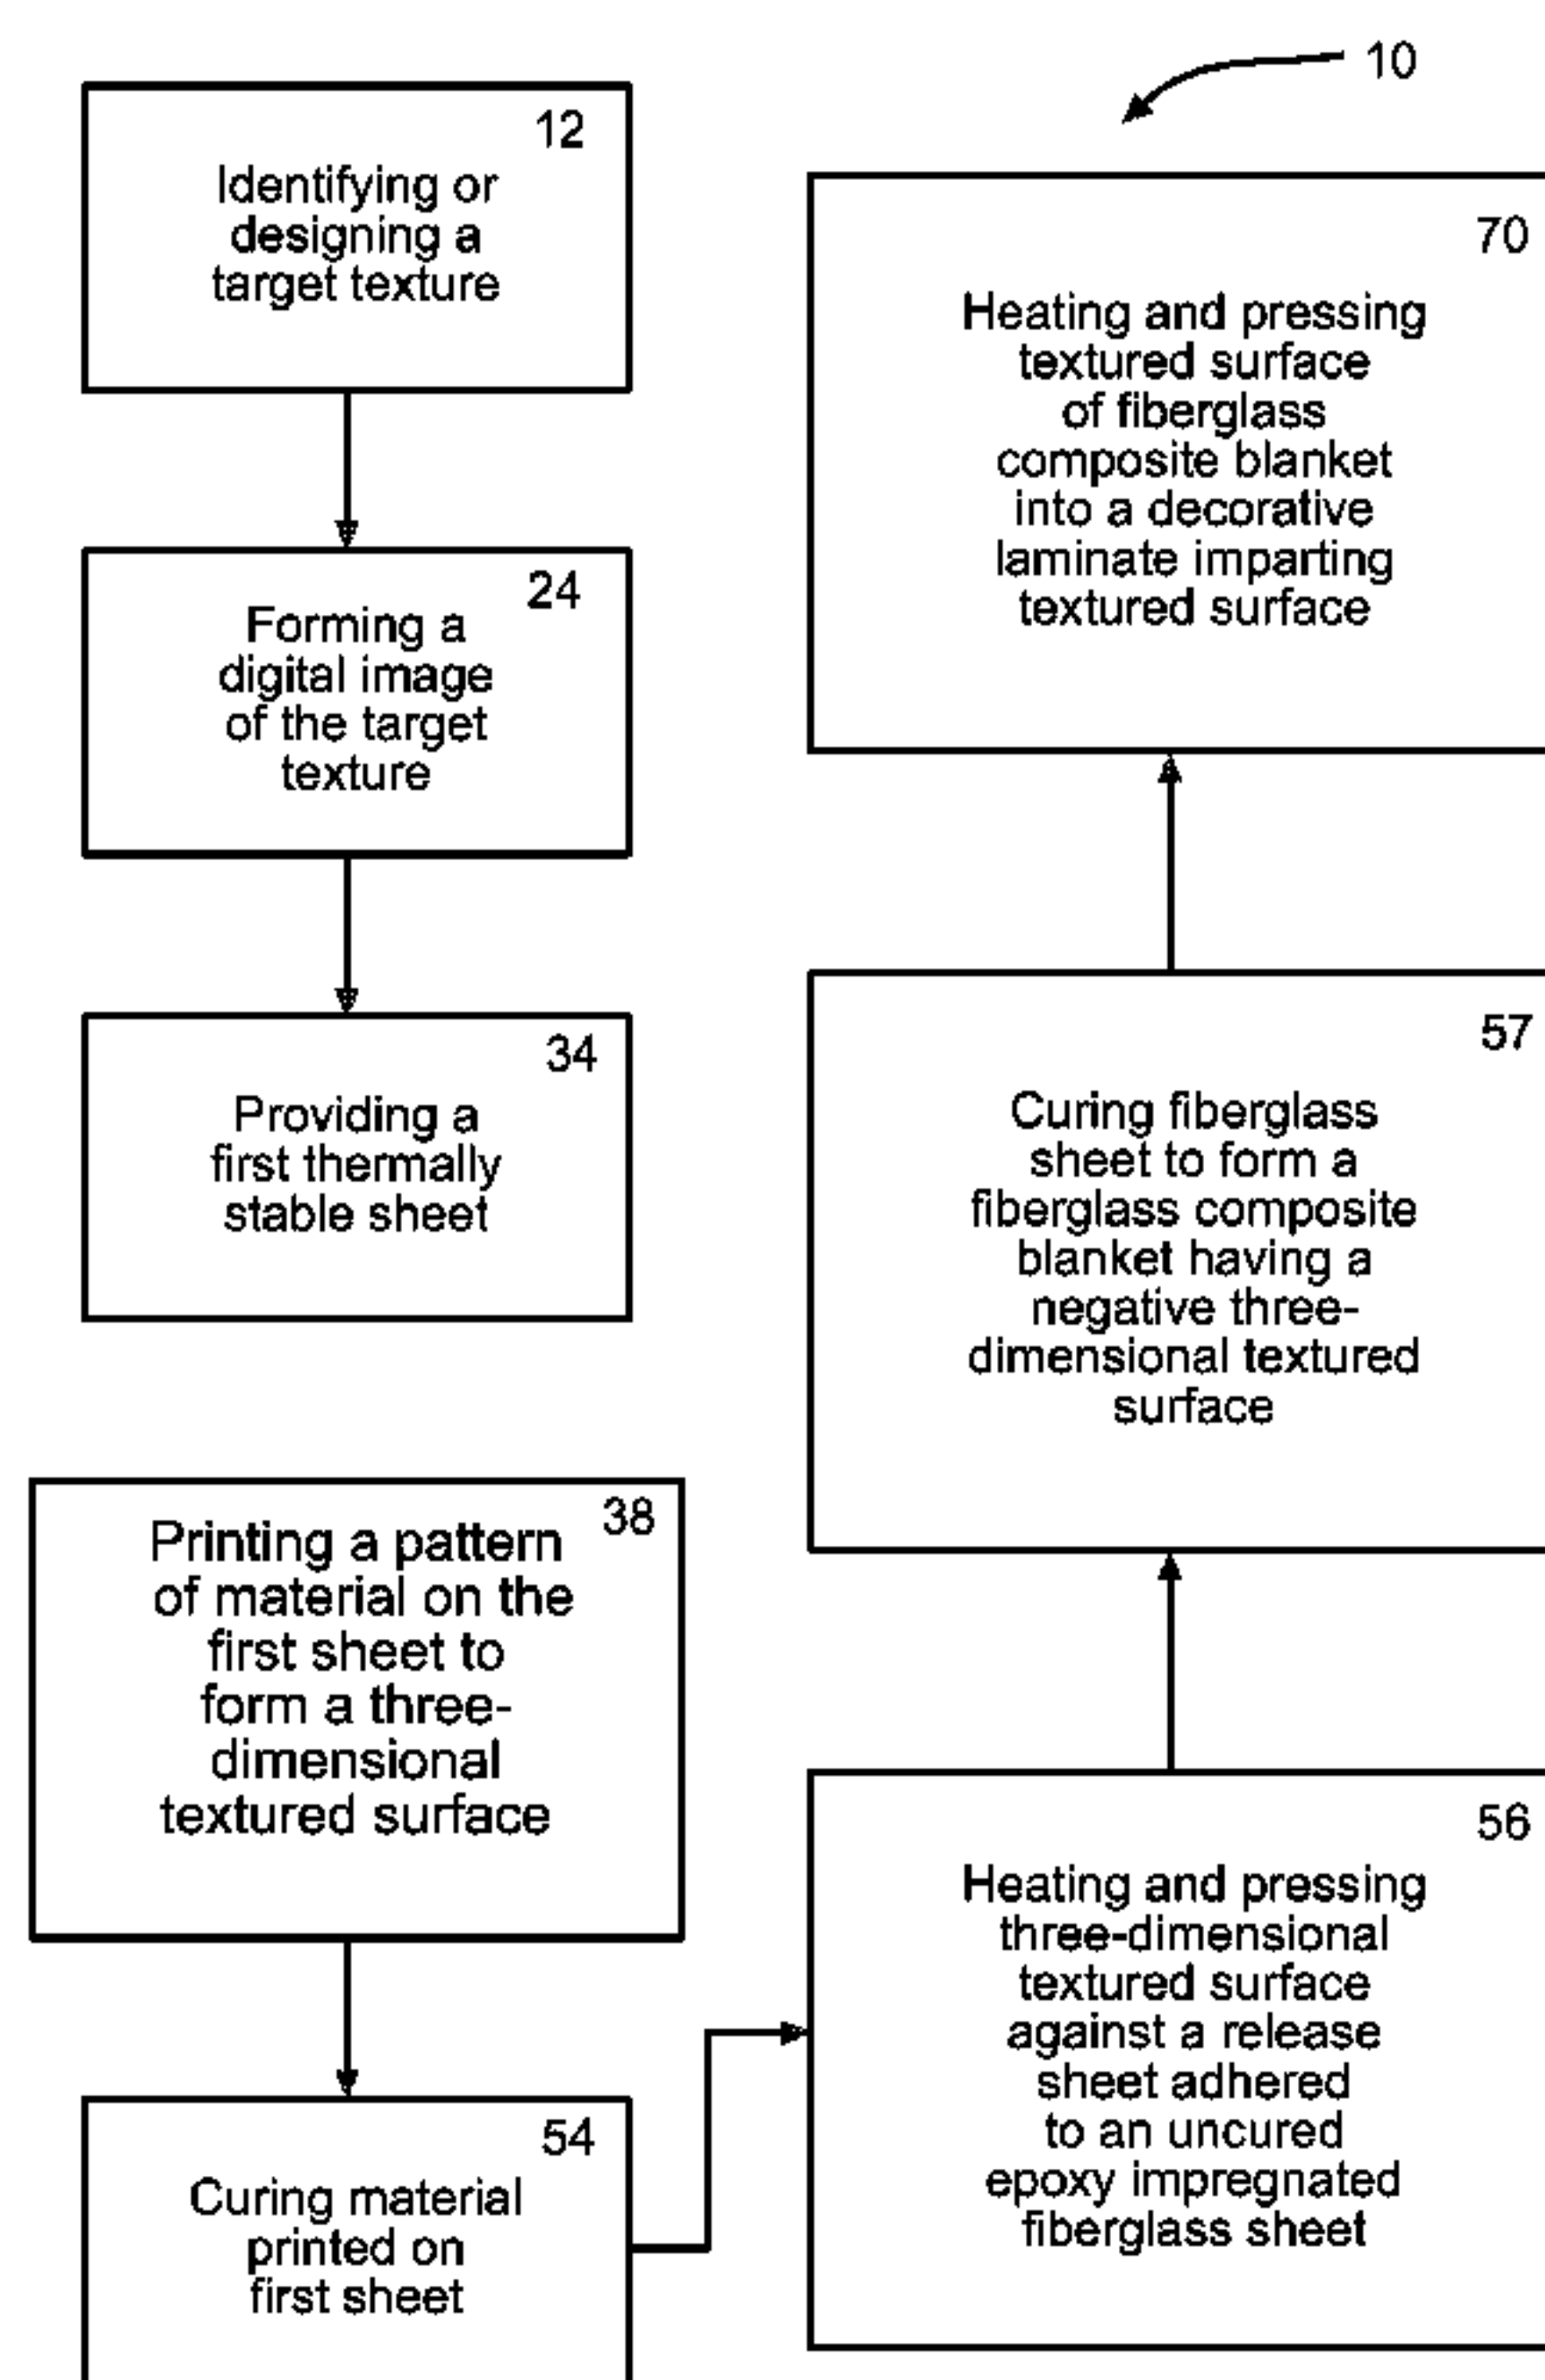 10
12
Identifying or
designing a
target texture
24
Forming a
digital image
of the target
texture
34
Providing a
first thermally
stable sheet
38
Printing a pattern
of material on the
first sheet to
form a three-
dimensional
textured surface
54
Curing material
printed on
first sheet
56
Heating and pressing
three-dimensional
textured surface
against a release
sheet adhered
to an uncured
epoxy impregnated
fiberglass sheet
57
Curing fiberglass
sheet to form a
fiberglass composite
blanket having a
negative three-
dimensional textured
surface
70
Heating and pressing
textured surface
of fiberglass
composite blanket
into a decorative
laminate imparting
textured surface